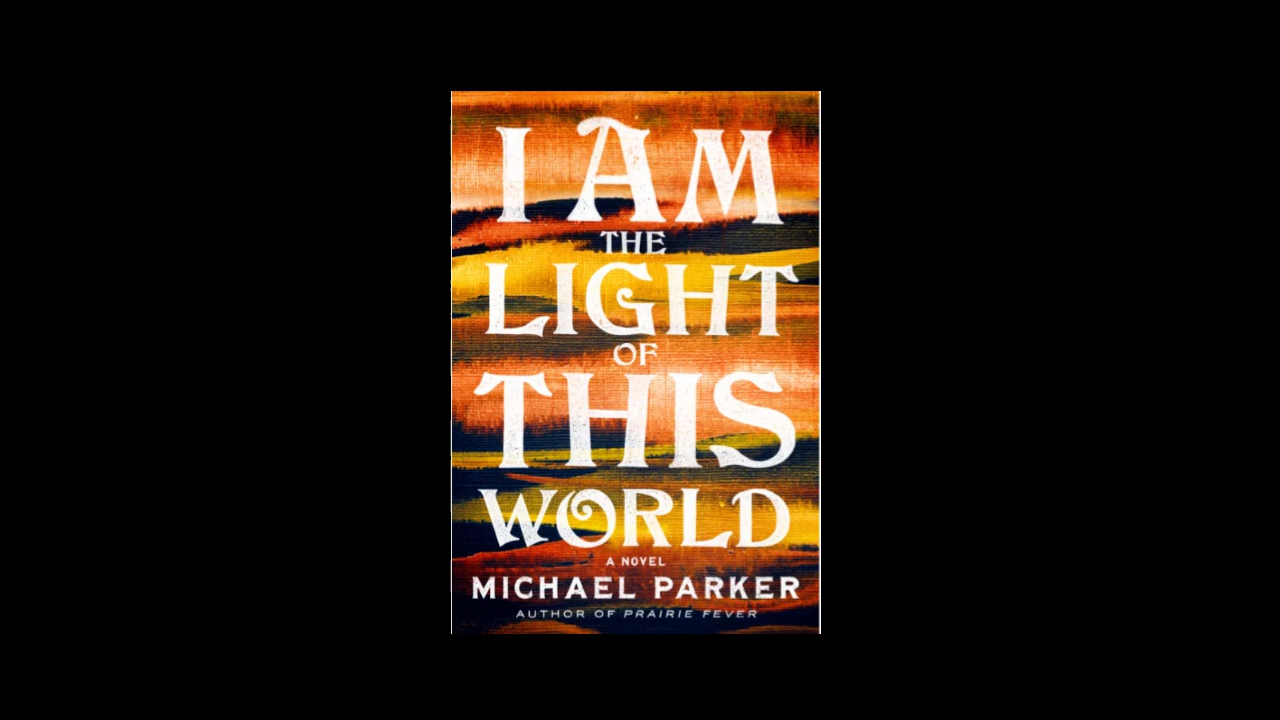 I AM
THE
LIGHT
OF
THIS
WORLD
A NOVEL
MICHAEL PARKER
AUTHOR OF PRAIRIE FEVER